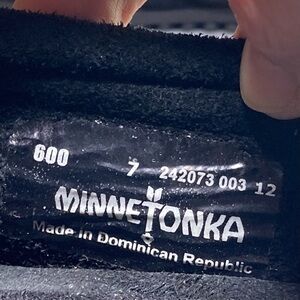 600 7 242073 003 12
MINNETONKA
Made in Dominican Republic